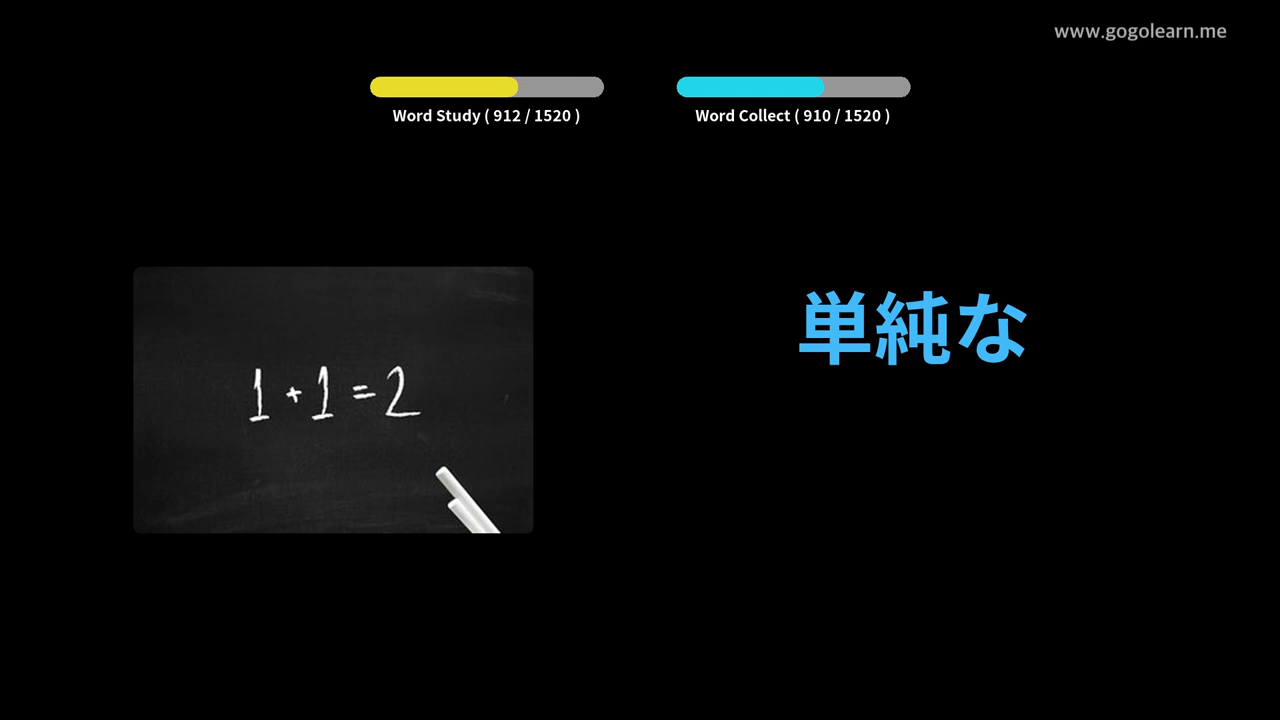 www.gogolearn.me
Word Study ( 912 / 1520 )
Word Collect ( 910 / 1520 )
単純な
1 + 1 = 2